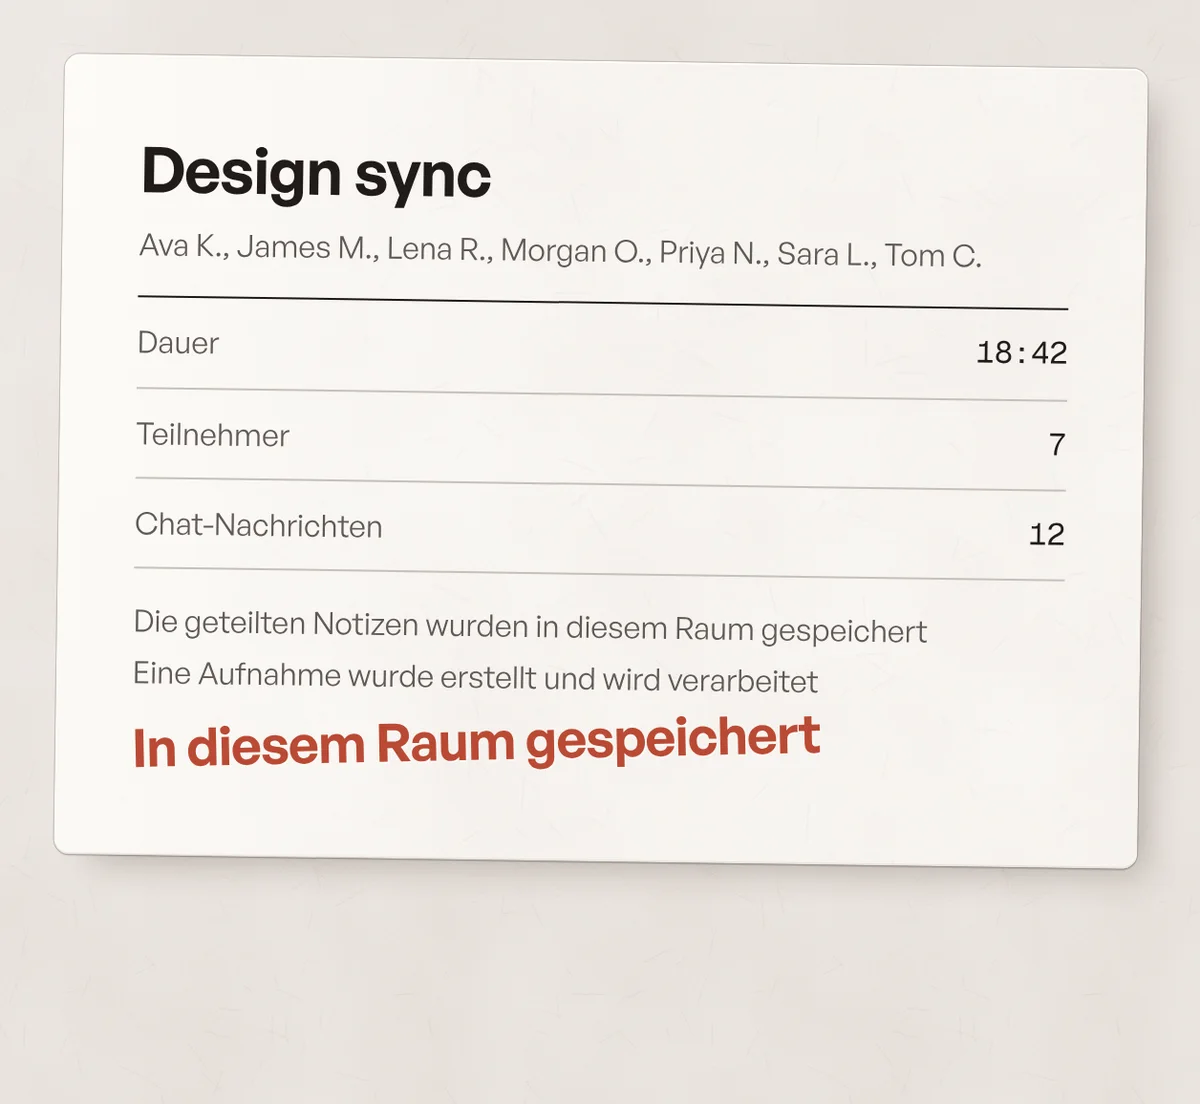 Design sync
Ava K., James M., Lena R., Morgan O., Priya N., Sara L., Tom C.
Dauer 18:42
Teilnehmer 7
Chat-Nachrichten 12
Die geteilten Notizen wurden in diesem Raum gespeichert
Eine Aufnahme wurde erstellt und wird verarbeitet
In diesem Raum gespeichert